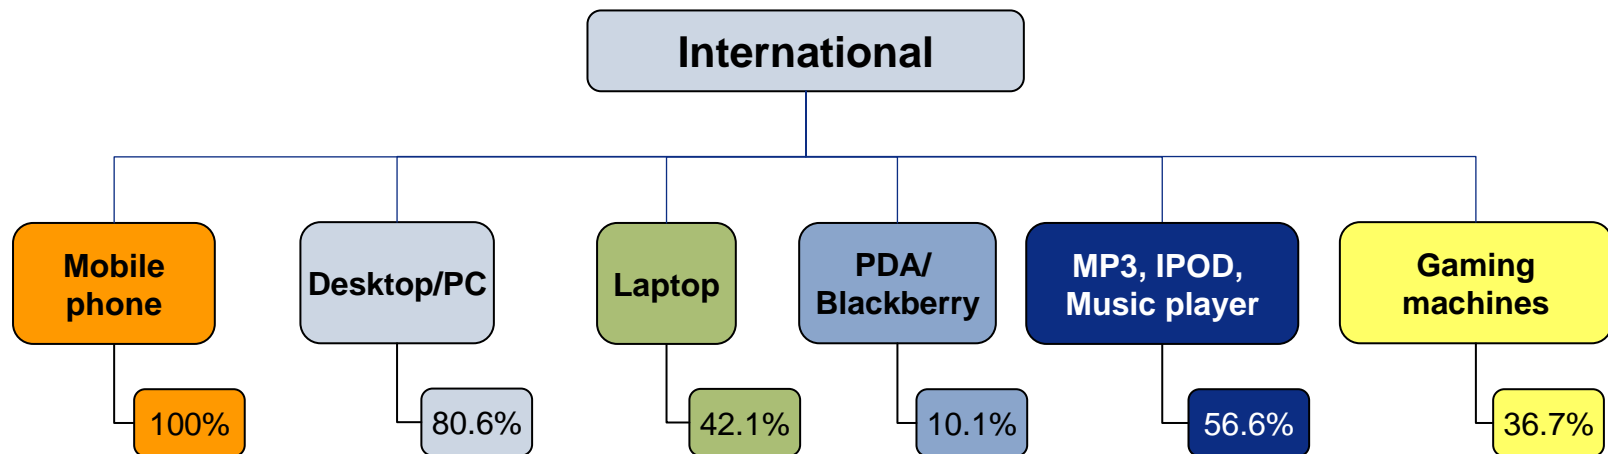 International
Mobile
phone
Desktop/PC
Laptop
PDA/
Blackberry
MP3, IPOD,
Music player
Gaming
machines
100%
80.6%
42.1%
10.1%
56.6%
36.7%